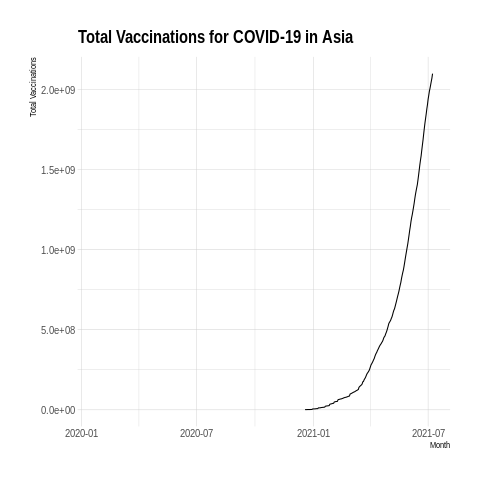 Total Vaccinations for COVID-19 in Asia
Total Vaccinations
2.0e+09
1.5e+09
1.0e+09
5.0e+08
0.0e+00
2020-01 2020-07 2021-01 2021-07
Month